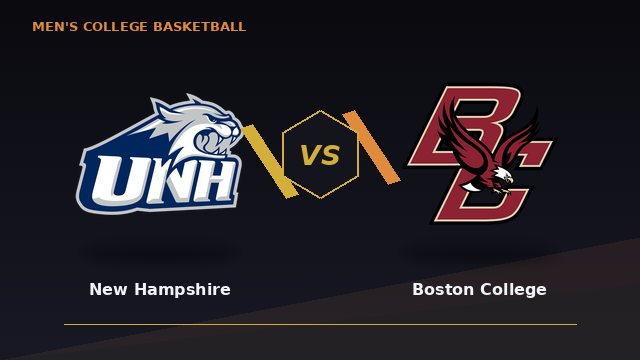 MEN'S COLLEGE BASKETBALL
UNH
VS
BC
New Hampshire
Boston College